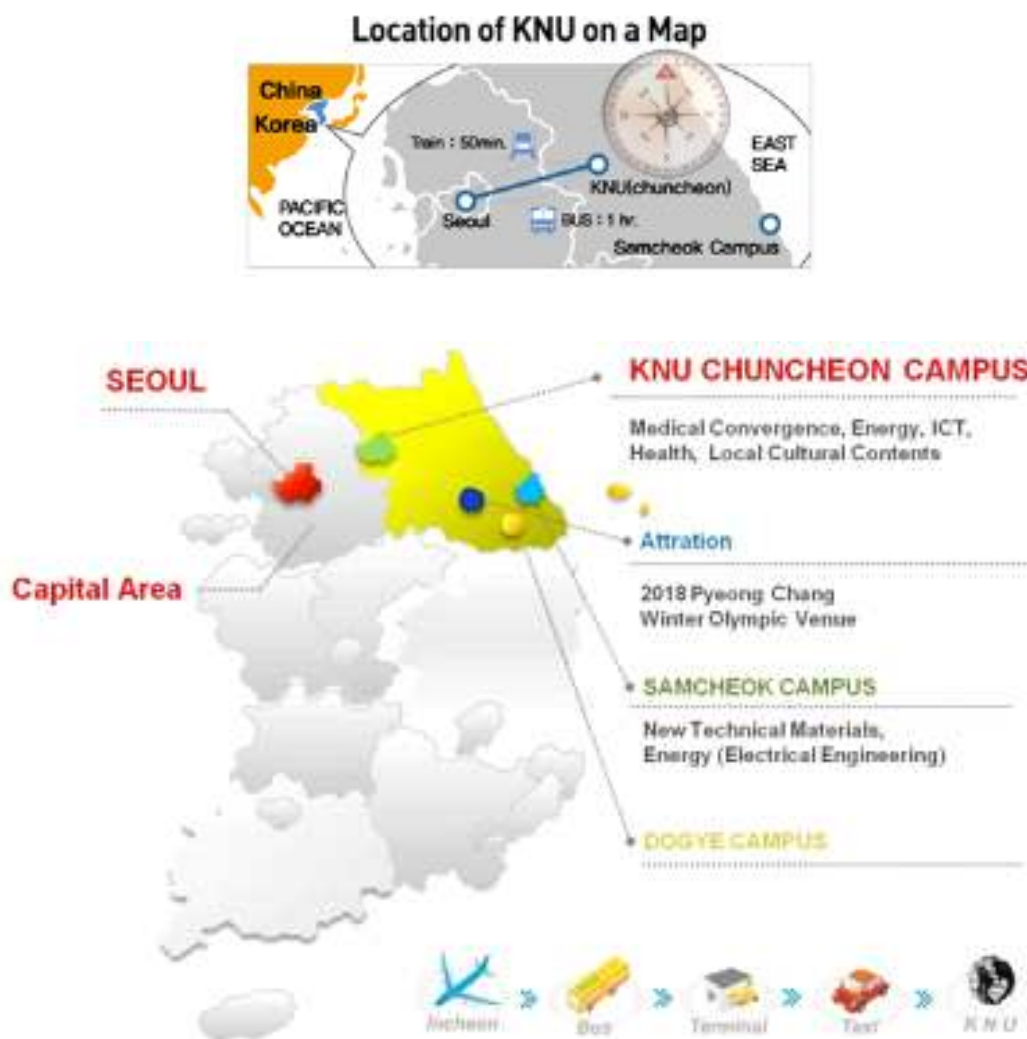 Location of KNU on a Map
China
Korea
PACIFIC
OCEAN
Train : 50min.
EAST
SEA
KNU(chuncheon)
Seoul
BUS : 1 hr.
Samcheok Campus
SEOUL
KNU CHUNCHEON CAMPUS
Medical Convergence, Energy, ICT,
Health, Local Cultural Contents
Attration
Capital Area
2018 Pyeong Chang
Winter Olympic Venue
SAMCHEOK CAMPUS
New Technical Materials,
Energy (Electrical Engineering)
DOGYE CAMPUS
Incheon
Bus
Terminal
Taxi
KNU